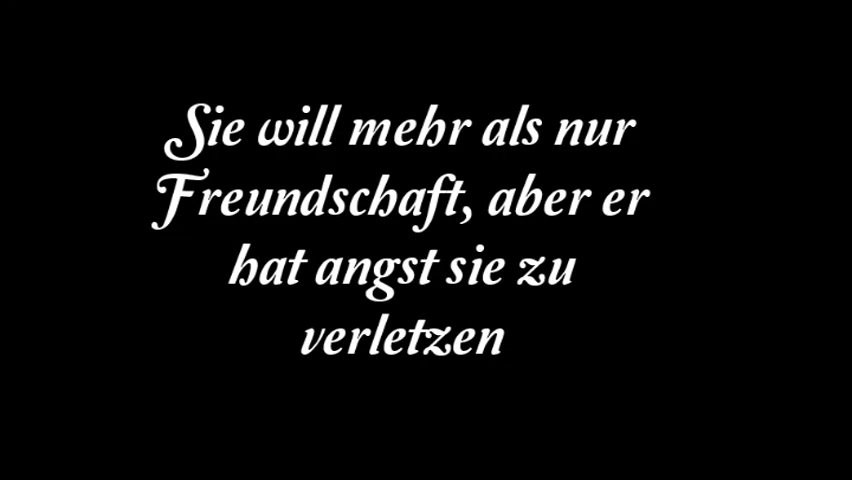 Sie will mehr als nur
Freundschaft, aber er
hat angst sie zu
verletzen